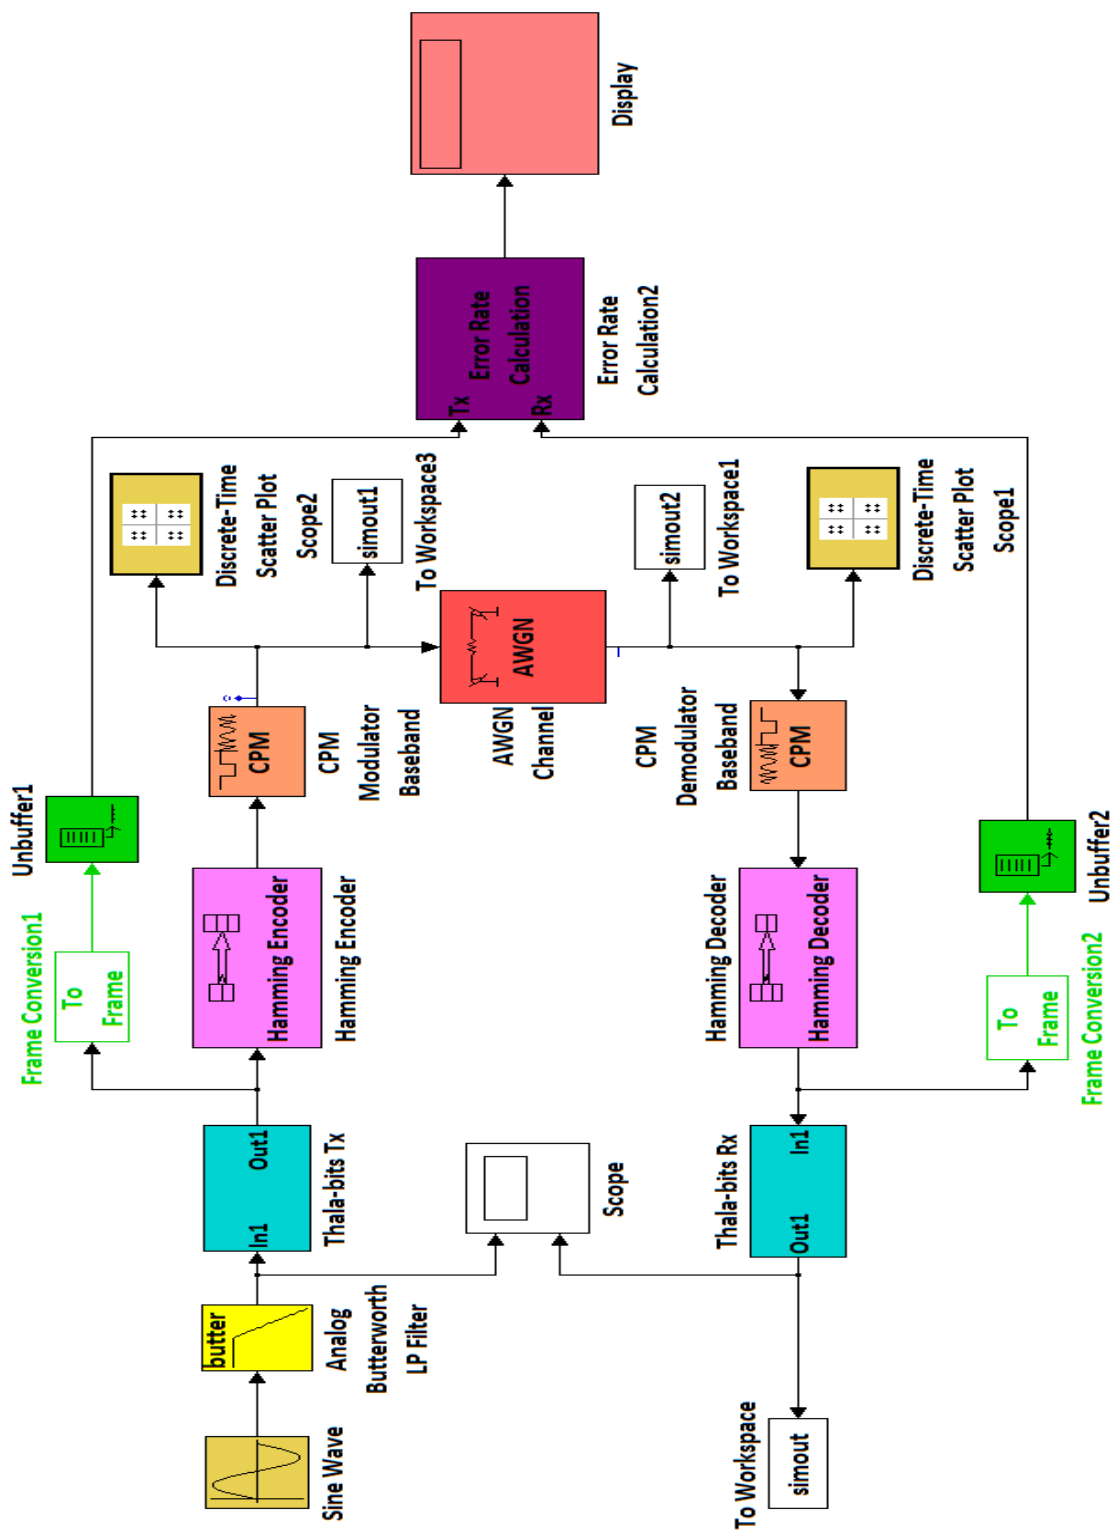 Sine Wave
butter
Analog
Butterworth
LP Filter
In1
Out1
Thala-bits Tx
Frame Conversion1
To
Frame
Unbuffer1
Hamming Encoder
Hamming Encoder
CPM
CPM
Modulator
Baseband
Discrete-Time
Scatter Plot
Scope2
simout1
To Workspace3
AWGN
AWGN
Channel
Tx
Rx
Error Rate
Calculation
Error Rate
Calculation2
Display
Scope
simout2
To Workspace1
Discrete-Time
Scatter Plot
Scope1
CPM
Demodulator
Baseband
CPM
Hamming Decoder
Hamming Decoder
Thala-bits Rx
Out1
In1
To Workspace
simout
To
Frame
Frame Conversion2
Unbuffer2